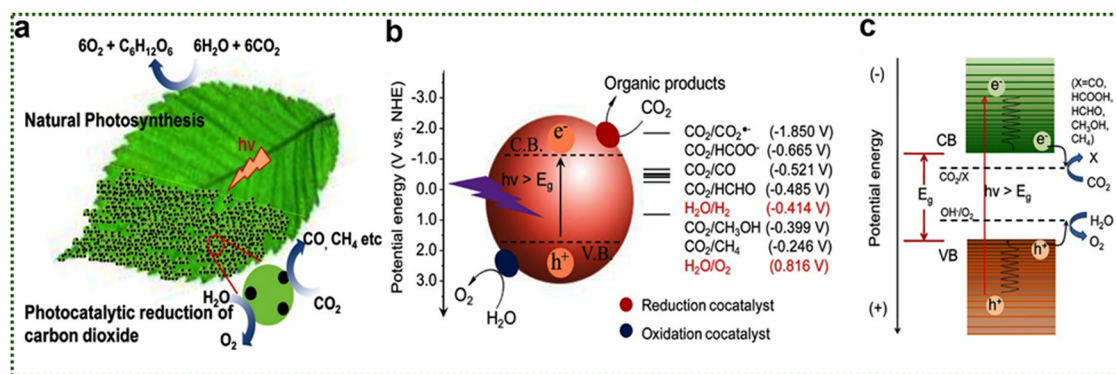 a
6O₂ + C₆H₁₂O₆ 6H₂O + 6CO₂
Natural Photosynthesis
hν
CO, CH₄ etc
H₂O
CO₂
Photocatalytic reduction of
carbon dioxide
O₂
b
Potential energy (V vs. NHE)
-3.0
-2.0
-1.0
0.0
1.0
2.0
3.0
Organic products
CO₂
e⁻
C.B.
hν > Eg
V.B.
h⁺
O₂
H₂O
CO₂/CO₂•⁻ (-1.850 V)
CO₂/HCOO⁻ (-0.665 V)
CO₂/CO (-0.521 V)
CO₂/HCHO (-0.485 V)
H₂O/H₂ (-0.414 V)
CO₂/CH₃OH (-0.399 V)
CO₂/CH₄ (-0.246 V)
H₂O/O₂ (0.816 V)
Reduction cocatalyst
Oxidation cocatalyst
c
(-)
Potential energy
(+)
e⁻
(X=CO,
HCOOH,
HCHO,
CH₃OH,
CH₄)
e⁻
CB
X
CO₂/X
CO₂
Eg
hν > Eg
OH⁻/O₂
H₂O
O₂
VB
h⁺
h⁺